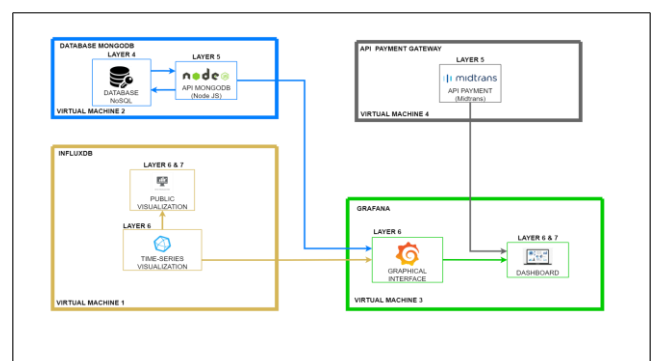 DATABASE MONGODB
LAYER 4
LAYER 5
node
DATABASE
NoSQL
API MONGODB
(Node JS)
VIRTUAL MACHINE 2
API PAYMENT GATEWAY
LAYER 5
midtrans
API PAYMENT
(Midtrans)
VIRTUAL MACHINE 4
INFLUXDB
LAYER 6 & 7
PUBLIC
VISUALIZATION
LAYER 6
TIME-SERIES
VISUALIZATION
VIRTUAL MACHINE 1
GRAFANA
LAYER 6
GRAPHICAL
INTERFACE
LAYER 6 & 7
DASHBOARD
VIRTUAL MACHINE 3